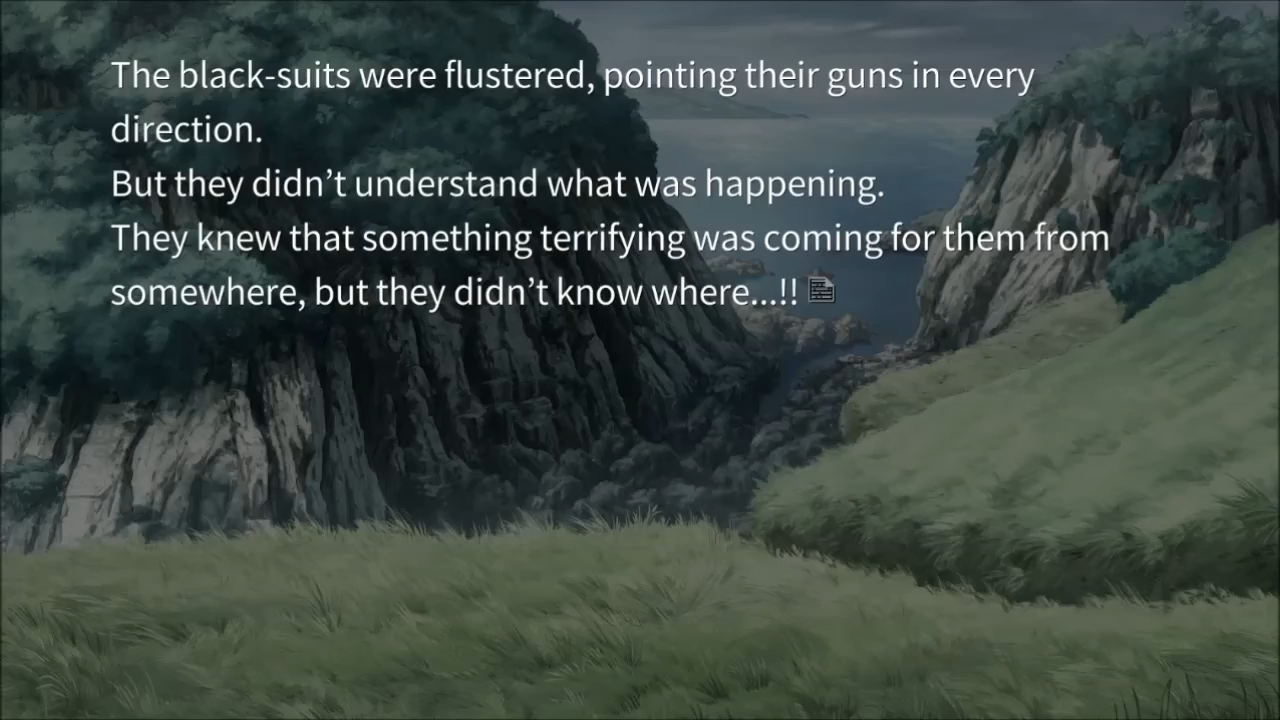 The black-suits were flustered, pointing their guns in every
direction.
But they didn’t understand what was happening.
They knew that something terrifying was coming for them from
somewhere, but they didn’t know where...!!